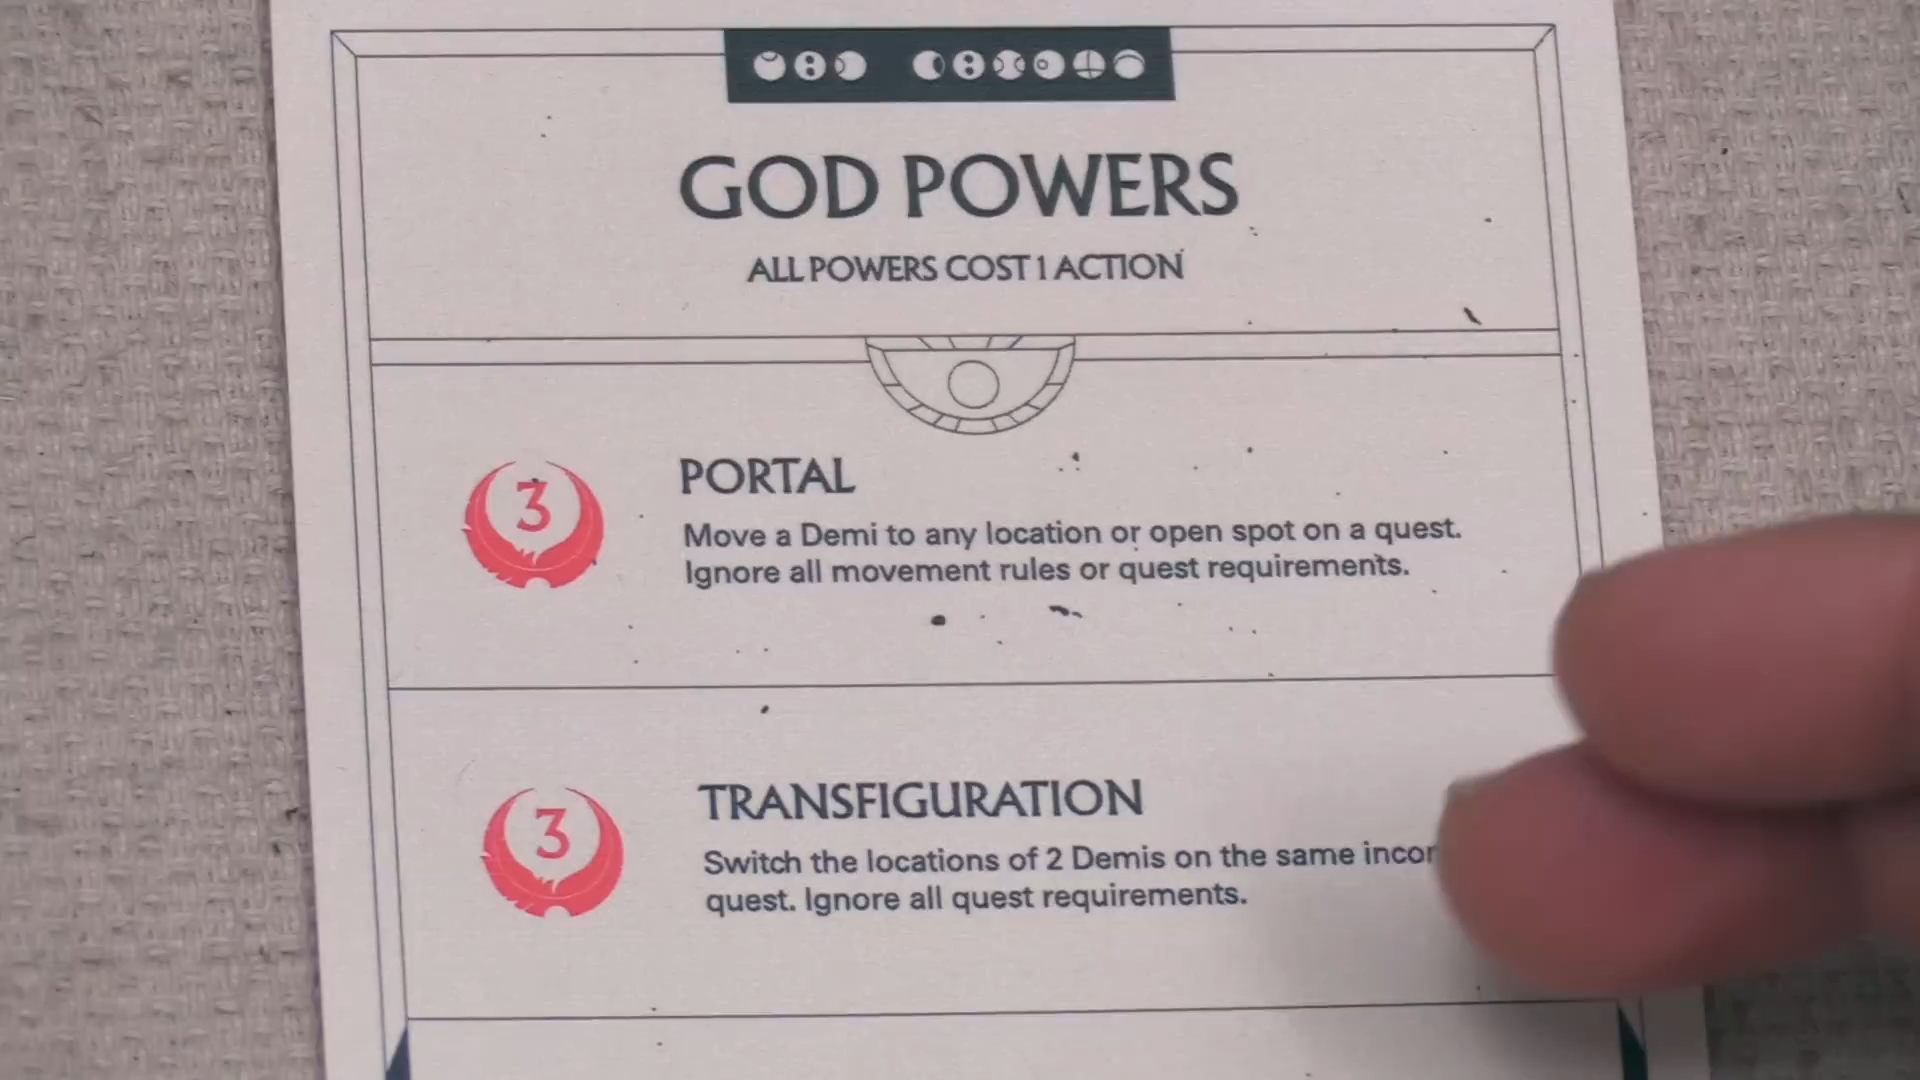 GOD POWERS
ALL POWERS COST 1 ACTION
3
PORTAL
Move a Demi to any location or open spot on a quest.
Ignore all movement rules or quest requirements.
3
TRANSFIGURATION
Switch the locations of 2 Demis on the same
quest. Ignore all quest requirements.